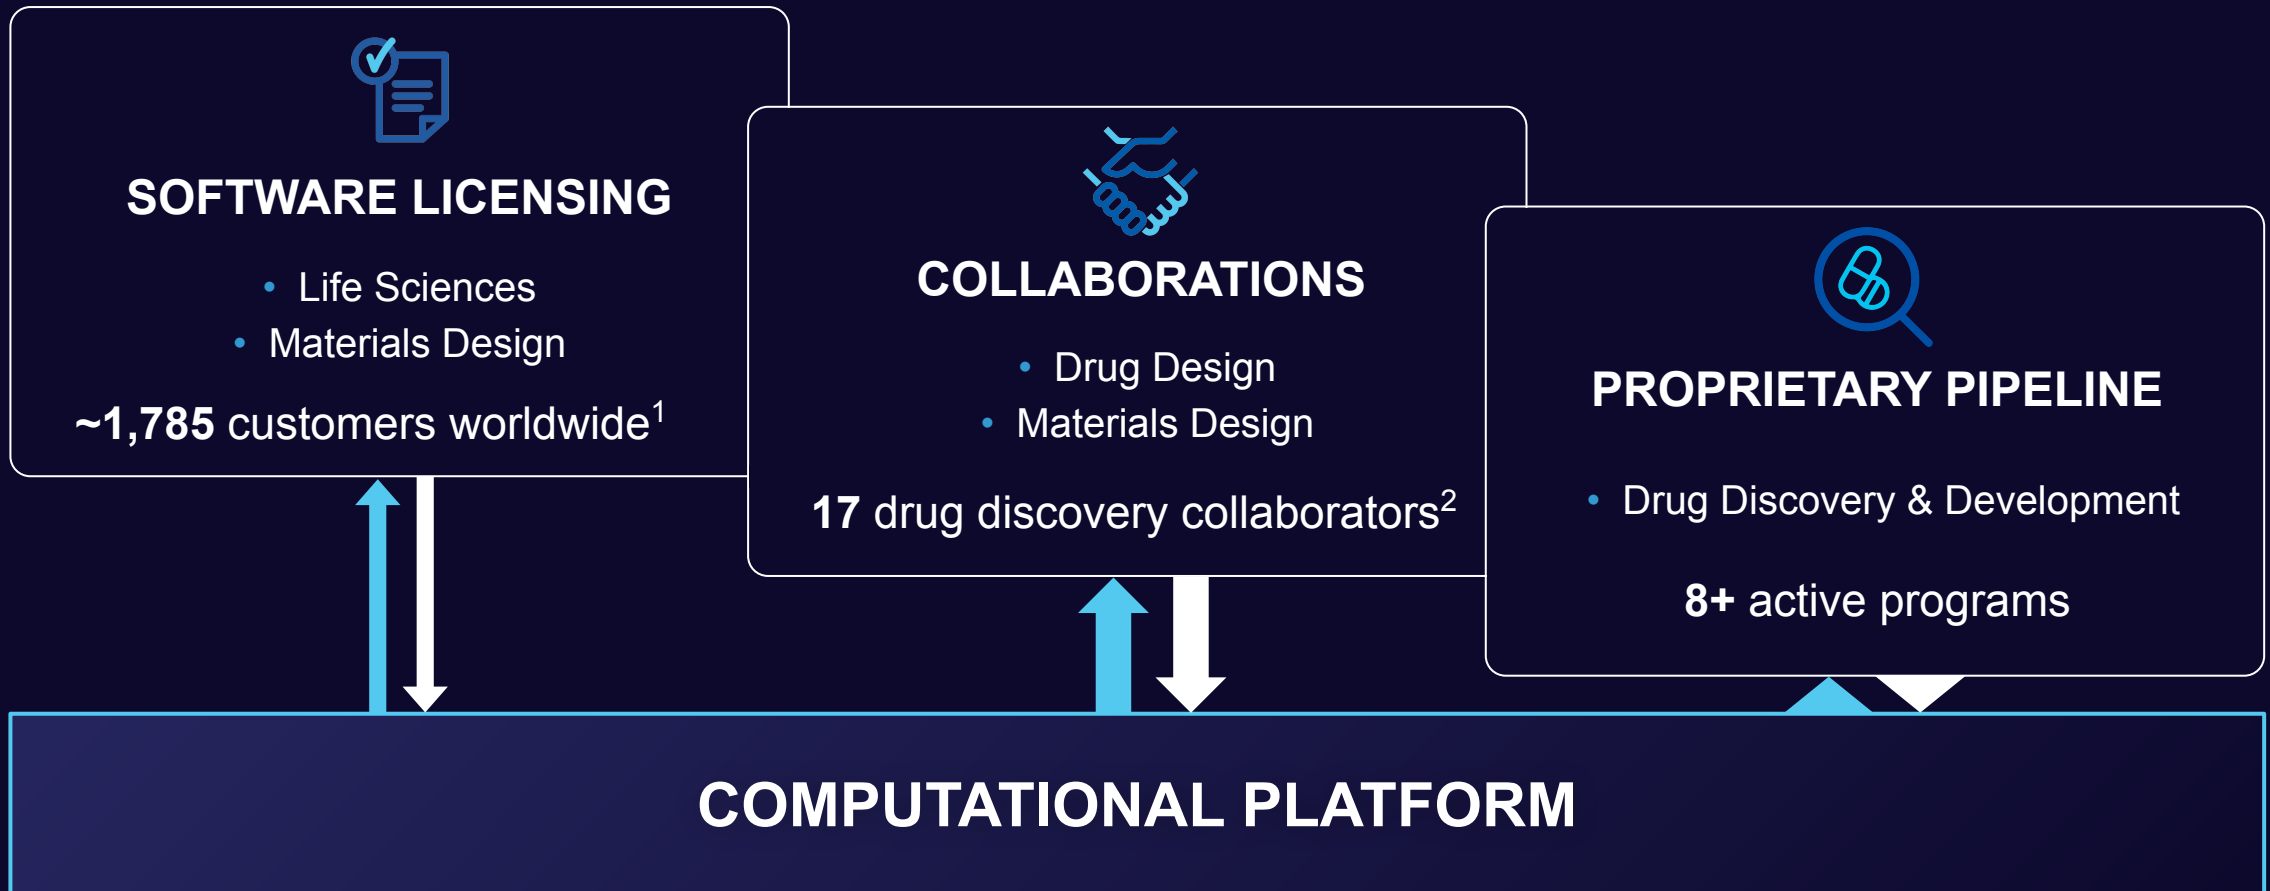 SOFTWARE LICENSING
• Life Sciences
• Materials Design
~1,785 customers worldwide¹
COLLABORATIONS
• Drug Design
• Materials Design
17 drug discovery collaborators²
PROPRIETARY PIPELINE
• Drug Discovery & Development
8+ active programs
COMPUTATIONAL PLATFORM